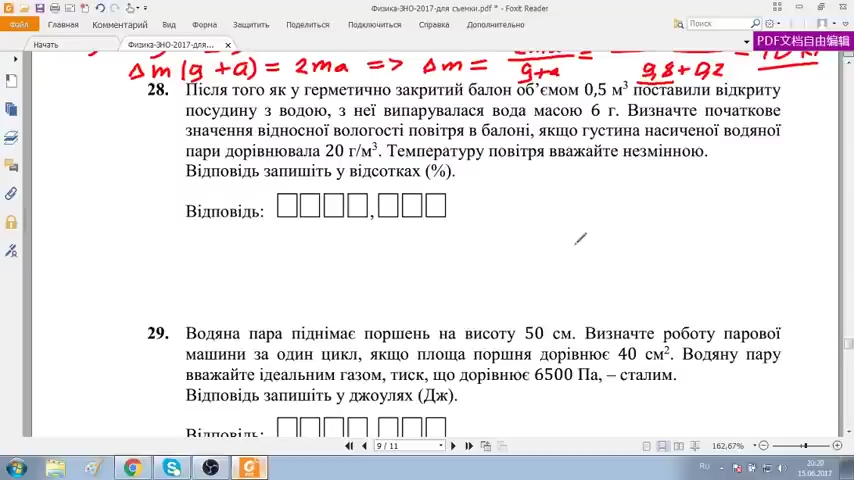 Физика-ЗНО-2017-для съемки.pdf * - Foxit Reader
Файл Главная Комментарий Вид Форма Защитить Поделиться Справка Дополнительно Поиск
PDF文档自由编辑
Начать Физика-ЗНО-2017-для...
Δm(g+a) = 2ma => Δm =
g+a
9,8+0,2
28. Після того як у герметично закритий балон об’ємом 0,5 м³ поставили відкриту
посудину з водою, з неї випарувалася вода масою 6 г. Визначте початкове
значення відносної вологості повітря в балоні, якщо густина насиченої водяної
пари дорівнювала 20 г/м³. Температуру повітря вважайте незмінною.
Відповідь запишіть у відсотках (%).
Відповідь: ,
29. Водяна пара піднімає поршень на висоту 50 см. Визначте роботу парової
машини за один цикл, якщо площа поршня дорівнює 40 см². Водяну пару
вважайте ідеальним газом, тиск, що дорівнює 6500 Па, – сталим.
Відповідь запишіть у джоулях (Дж).
Відповідь:
9 / 11 162,67%
RU 20:20
15.06.2017